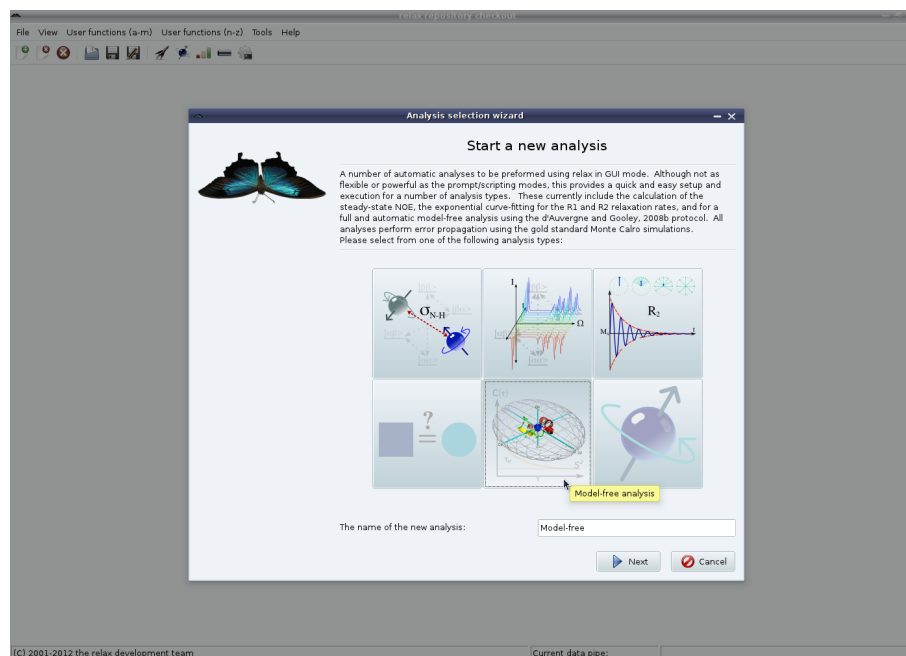 relax repository checkout
File View User functions (a-m) User functions (n-z) Tools Help
Analysis selection wizard
Start a new analysis
A number of automatic analyses to be preformed using relax in GUI mode. Although not as
flexible or powerful as the prompt/scripting modes, this provides a quick and easy setup and
execution for a number of analysis types. These currently include the calculation of the
steady-state NOE, the exponential curve-fitting for the R1 and R2 relaxation rates, and for a
full and automatic model-free analysis using the d'Auvergne and Gooley, 2008b protocol. All
analyses perform error propagation using the gold standard Monte Calro simulations.
Please select from one of the following analysis types:
σN-H
I
Ω
R2
M
t
?
=
C(τ)
S²
τ
Model-free analysis
The name of the new analysis:
Model-free
Next
Cancel
(C) 2001-2012 the relax development team
Current data pipe: